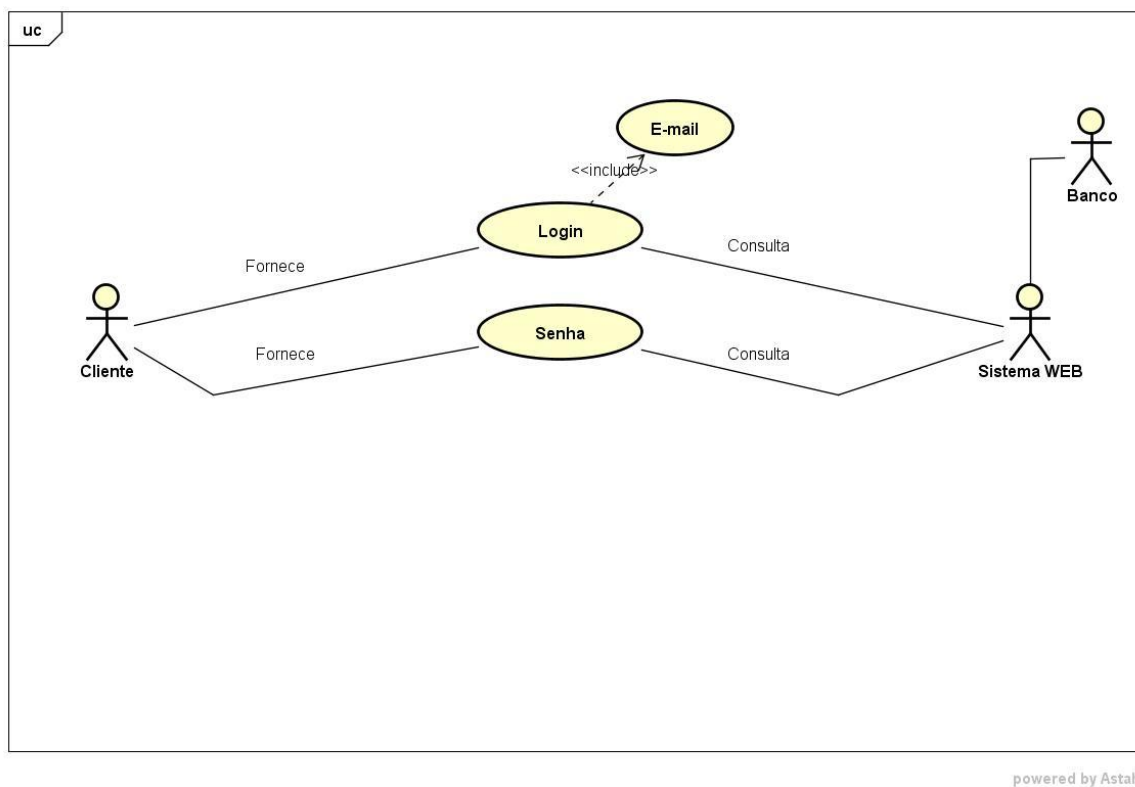 uc
E-mail
<<include>>
Banco
Login
Consulta
Fornece
Senha
Fornece
Consulta
Cliente
Sistema WEB
powered by Astah